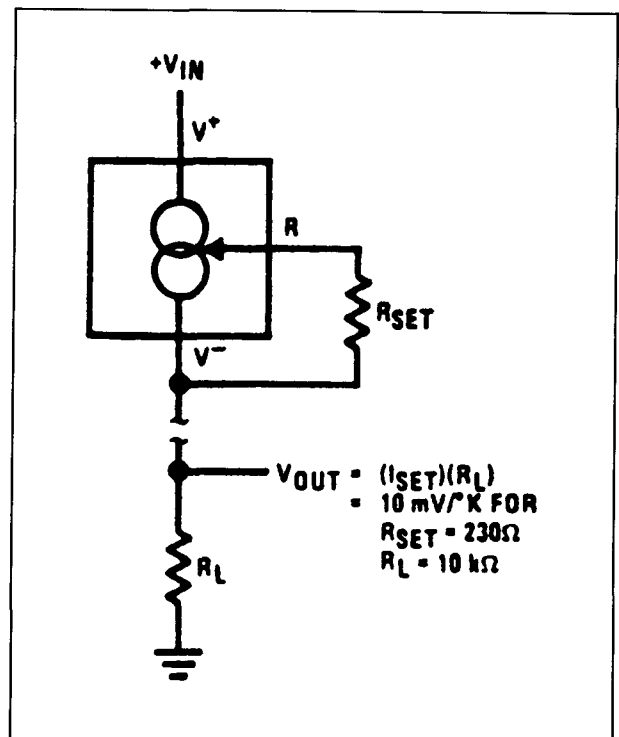 +VIN
V+
R
RSET
V−
VOUT = (ISET)(RL)
= 10 mV/°K FOR
RSET = 230Ω
RL = 10 kΩ
RL